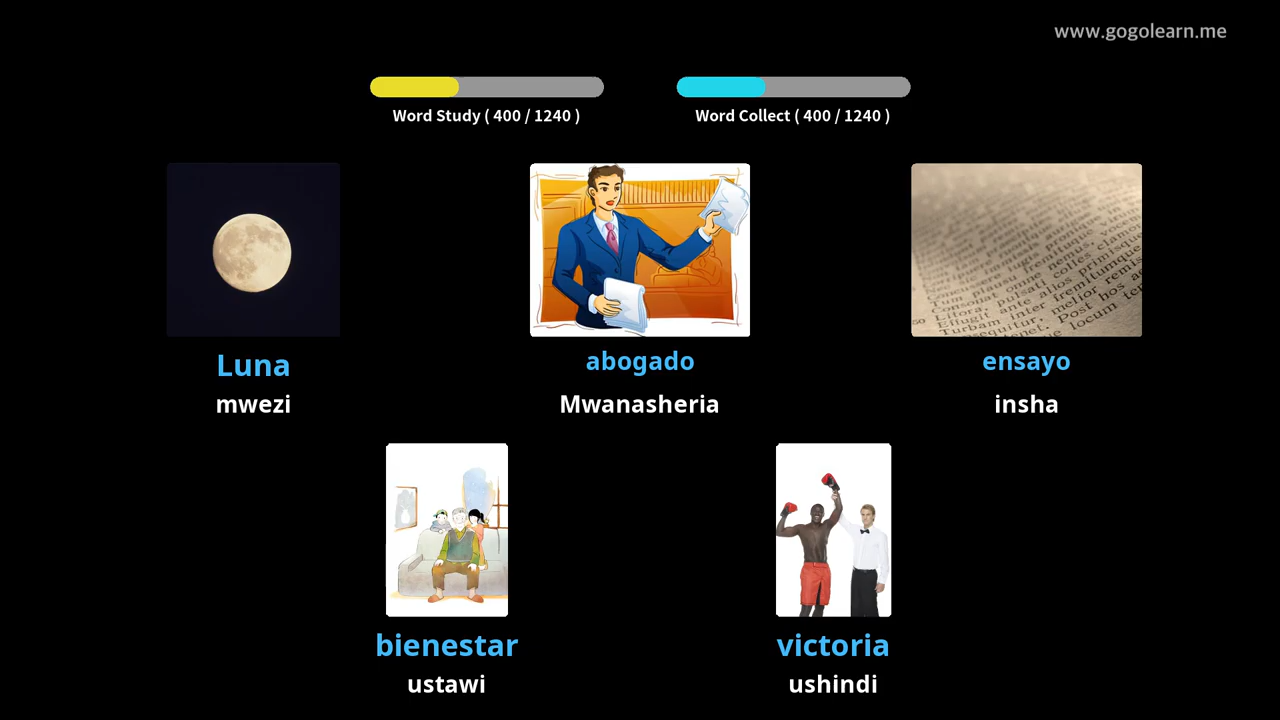 www.gogolearn.me
Word Study ( 400 / 1240 )
Word Collect ( 400 / 1240 )
Luna
abogado
ensayo
mwezi
Mwanasheria
insha
bienestar
victoria
ustawi
ushindi